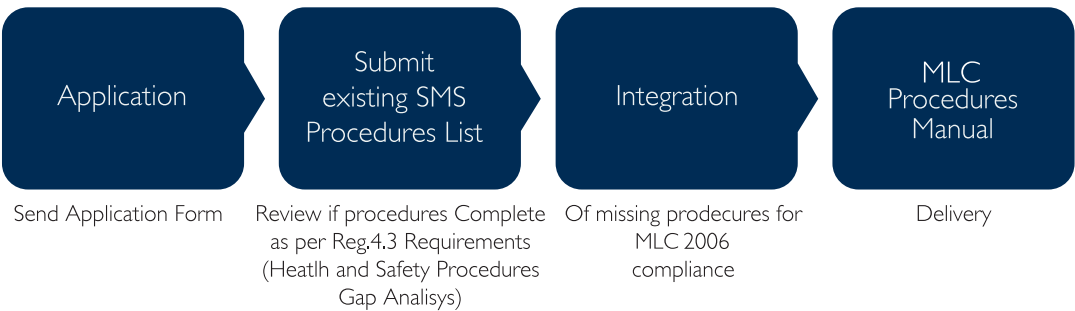 Application
Submit
existing SMS
Procedures List
Integration
MLC
Procedures
Manual
Send Application Form
Review if procedures Complete
as per Reg.4.3 Requirements
(Heatlh and Safety Procedures
Gap Analisys)
Of missing prodecures for
MLC 2006
compliance
Delivery